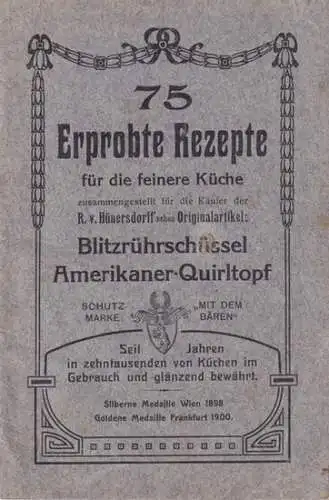 75
Erprobte Rezepte
für die feinere Küche
zusammengestellt für die Käufer der
R. v. Hünersdorff'schen Originalartikel:
Blitzrührschüssel
Amerikaner-Quirltopf
SCHUTZ MARKE: „MIT DEM BÄREN"
Seit Jahren
in zehntausenden von Küchen im
Gebrauch und glänzend bewährt.
Silberne Medaille Wien 1898
Goldene Medaille Frankfurt 1900.